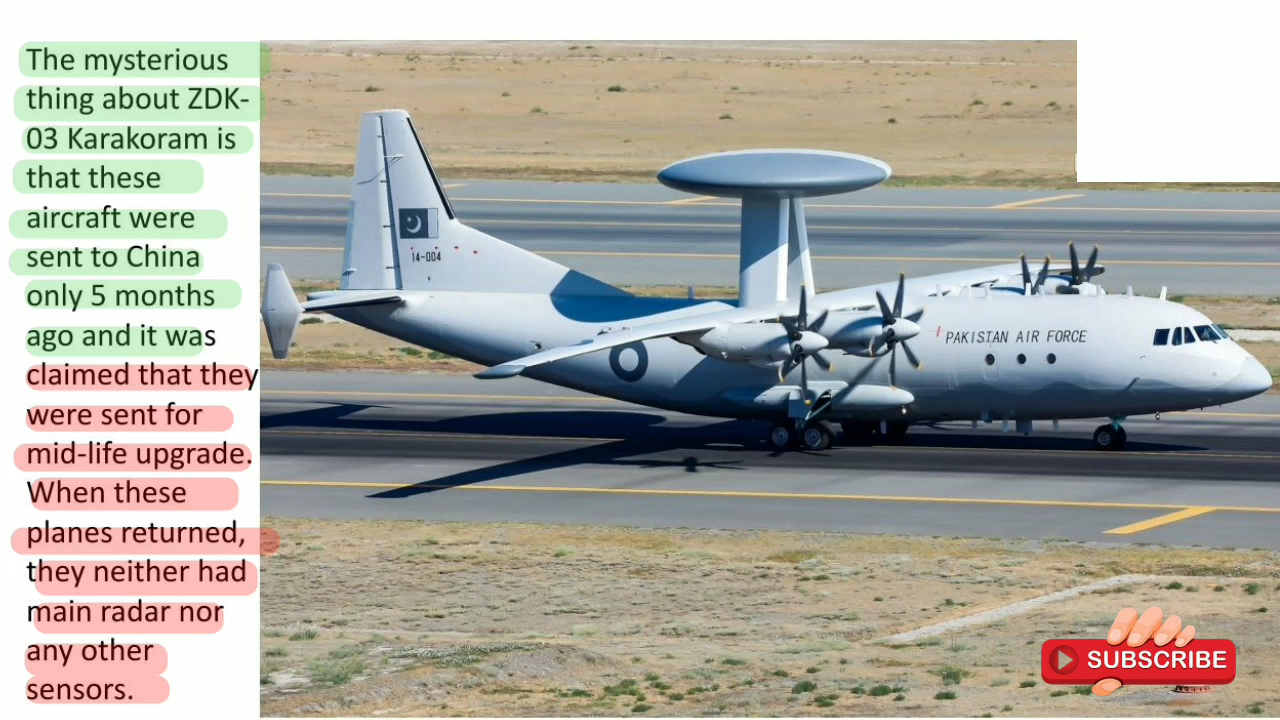 The mysterious
thing about ZDK-
03 Karakoram is
that these
aircraft were
sent to China
only 5 months
ago and it was
claimed that they
were sent for
mid-life upgrade.
When these
planes returned,
they neither had
main radar nor
any other
sensors.
14-004
PAKISTAN AIR FORCE
SUBSCRIBE